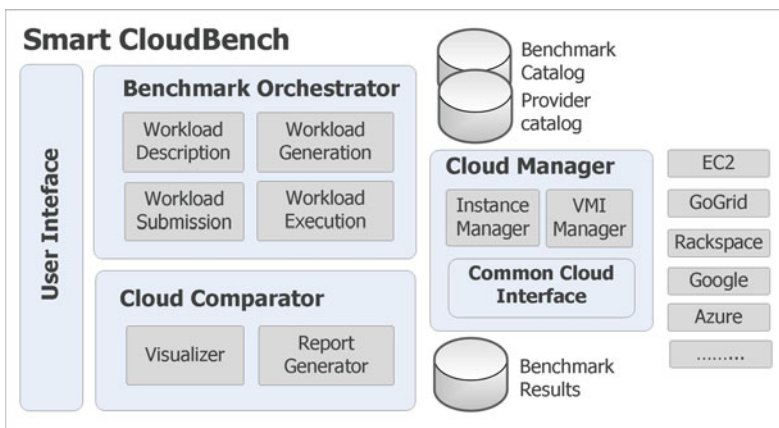 Smart CloudBench
User Inteface
Benchmark Orchestrator
Workload
Description
Workload
Generation
Workload
Submission
Workload
Execution
Cloud Comparator
Visualizer
Report
Generator
Benchmark
Catalog
Provider
catalog
Cloud Manager
Instance
Manager
VMI
Manager
Common Cloud
Interface
Benchmark
Results
EC2
GoGrid
Rackspace
Google
Azure
.........